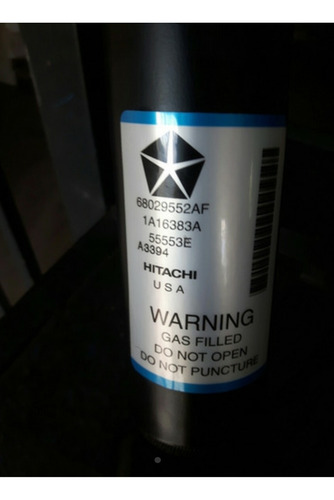 68029552AF
1A16383A
55553E
A3394
HITACHI
USA
WARNING
GAS FILLED
DO NOT OPEN
DO NOT PUNCTURE